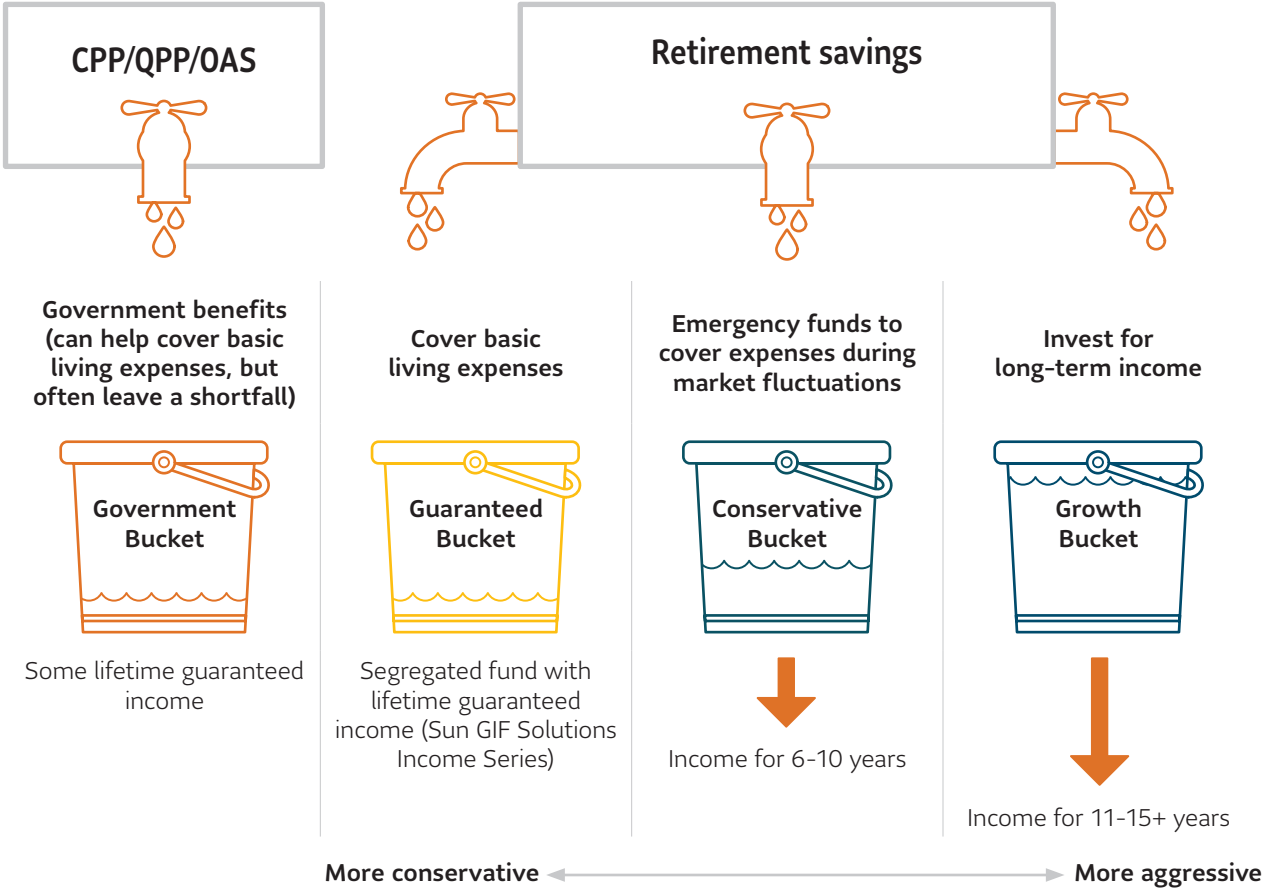 CPP/QPP/OAS
Retirement savings
Government benefits
(can help cover basic
living expenses, but
often leave a shortfall)
Cover basic
living expenses
Emergency funds to
cover expenses during
market fluctuations
Invest for
long-term income
Government
Bucket
Guaranteed
Bucket
Conservative
Bucket
Growth
Bucket
Some lifetime guaranteed
income
Segregated fund with
lifetime guaranteed
income (Sun GIF Solutions
Income Series)
Income for 6-10 years
Income for 11-15+ years
More conservative
More aggressive